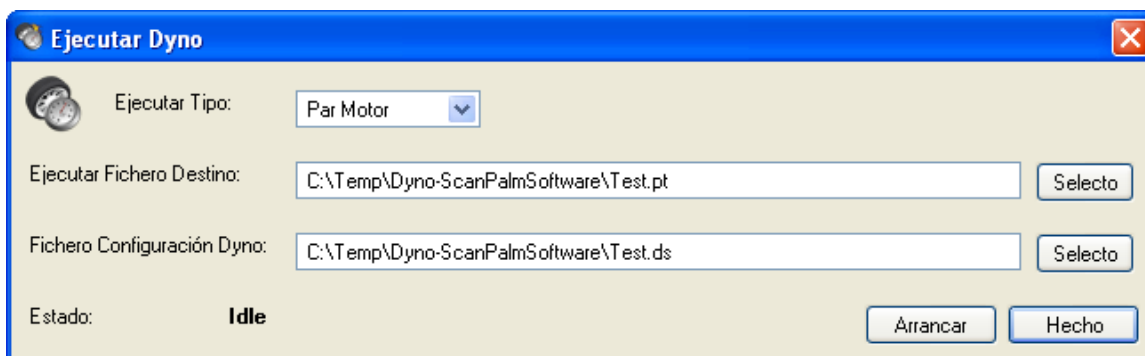 Ejecutar Dyno
Ejecutar Tipo: Par Motor
Ejecutar Fichero Destino: C:\Temp\Dyno-ScanPalmSoftware\Test.pt Selecto
Fichero Configuración Dyno: C:\Temp\Dyno-ScanPalmSoftware\Test.ds Selecto
Estado: Idle Arrancar Hecho